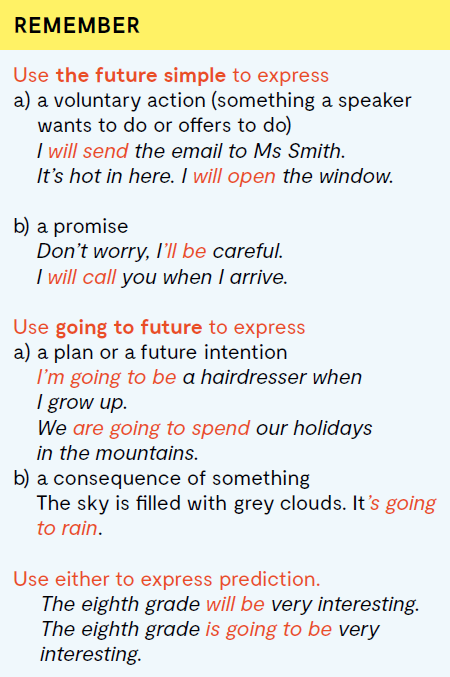 REMEMBER
Use the future simple to express
a) a voluntary action (something a speaker
wants to do or offers to do)
I will send the email to Ms Smith.
It's hot in here. I will open the window.
b) a promise
Don't worry, I'll be careful.
I will call you when I arrive.
Use going to future to express
a) a plan or a future intention
I'm going to be a hairdresser when
I grow up.
We are going to spend our holidays
in the mountains.
b) a consequence of something
The sky is filled with grey clouds. It's going
to rain.
Use either to express prediction.
The eighth grade will be very interesting.
The eighth grade is going to be very
interesting.